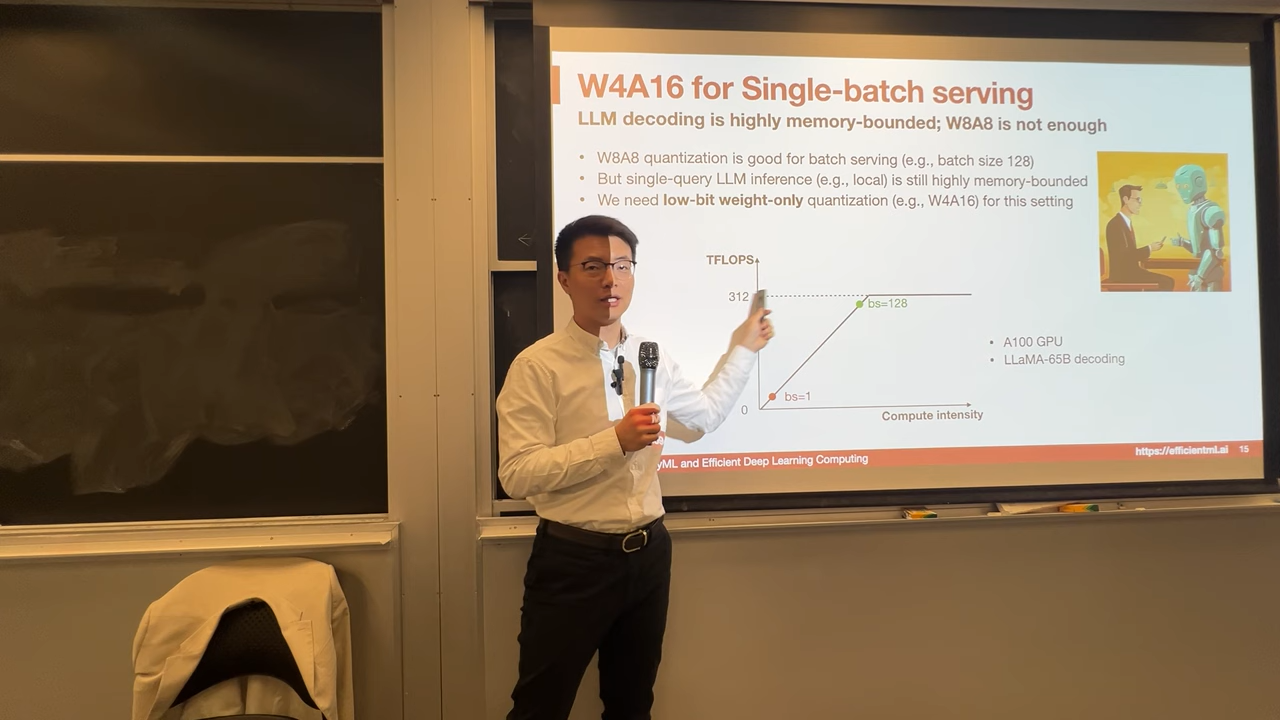 W4A16 for Single-batch serving
LLM decoding is highly memory-bounded; W8A8 is not enough
• W8A8 quantization is good for batch serving (e.g., batch size 128)
• But single-query LLM inference (e.g., local) is still highly memory-bounded
• We need low-bit weight-only quantization (e.g., W4A16) for this setting
TFLOPS
312
bs=128
• A100 GPU
• LLaMA-65B decoding
bs=1
0
Compute intensity
yML and Efficient Deep Learning Computing
https://efficientml.ai
15